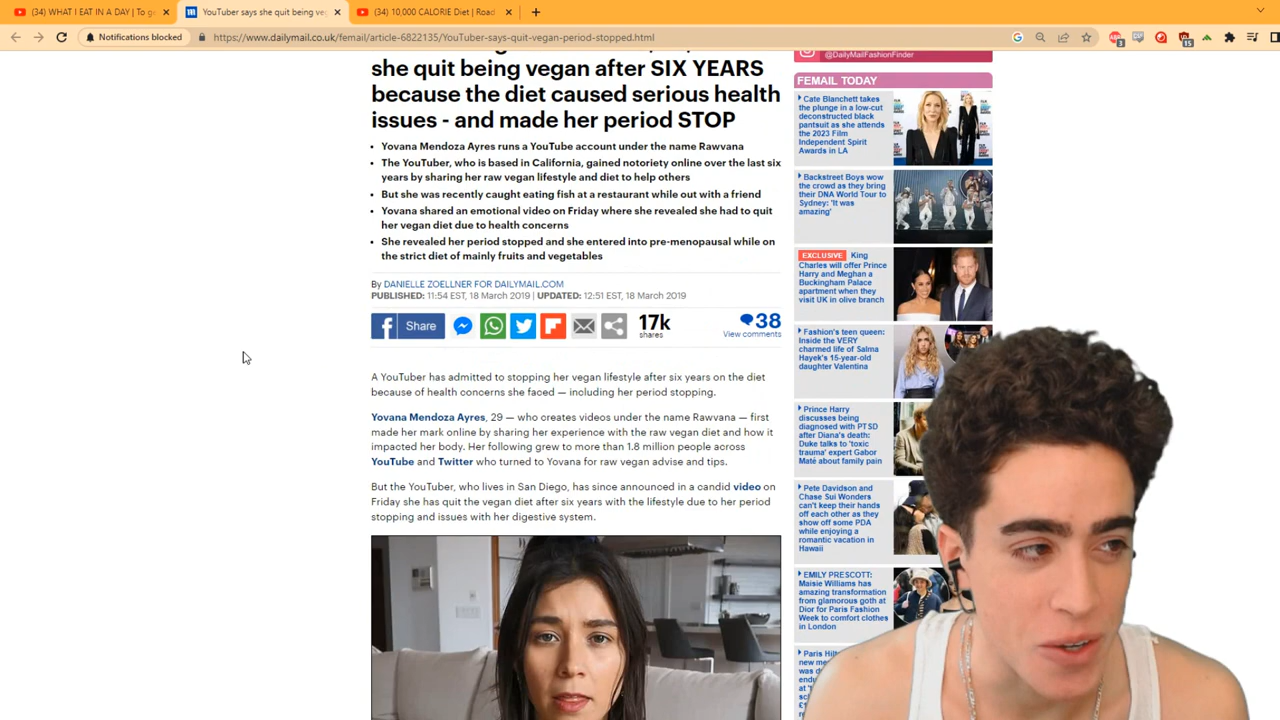 (34) WHAT I EAT IN A DAY | To g
YouTuber says she quit being veg
(34) 10,000 CALORIE Diet | Road
Notifications blocked
https://www.dailymail.co.uk/femail/article-6822135/YouTuber-says-quit-vegan-period-stopped.html
3
15
she quit being vegan after SIX YEARS
because the diet caused serious health
issues - and made her period STOP
• Yovana Mendoza Ayres runs a YouTube account under the name Rawvana
• The YouTuber, who is based in California, gained notoriety online over the last six
years by sharing her raw vegan lifestyle and diet to help others
• But she was recently caught eating fish at a restaurant while out with a friend
• Yovana shared an emotional video on Friday where she revealed she had to quit
her vegan diet due to health concerns
• She revealed her period stopped and she entered into pre-menopausal while on
the strict diet of mainly fruits and vegetables
By DANIELLE ZOELLNER FOR DAILYMAIL.COM
PUBLISHED: 11:54 EST, 18 March 2019 | UPDATED: 12:51 EST, 18 March 2019
Share
17k
shares
38
View comments
A YouTuber has admitted to stopping her vegan lifestyle after six years on the diet
because of health concerns she faced — including her period stopping.
Yovana Mendoza Ayres, 29 — who creates videos under the name Rawvana — first
made her mark online by sharing her experience with the raw vegan diet and how it
impacted her body. Her following grew to more than 1.8 million people across
YouTube and Twitter who turned to Yovana for raw vegan advise and tips.
But the YouTuber, who lives in San Diego, has since announced in a candid video on
Friday she has quit the vegan diet after six years with the lifestyle due to her period
stopping and issues with her digestive system.
@DailyMailFashionFinder
FEMAIL TODAY
Cate Blanchett takes
the plunge in a low-cut
deconstructed black
pantsuit as she attends
the 2023 Film
Independent Spirit
Awards in LA
Backstreet Boys wow
the crowd as they bring
their DNA World Tour to
Sydney: 'It was
amazing'
EXCLUSIVE King
Charles will offer Prince
Harry and Meghan a
Buckingham Palace
apartment when they
visit UK in olive branch
Fashion's teen queen:
Inside the VERY
charmed life of Salma
Hayek's 15-year-old
daughter Valentina
Prince Harry
discusses being
diagnosed with PTSD
after Diana's death:
Duke talks to 'toxic
trauma' expert Gabor
Maté about family pain
Pete Davidson and
Chase Sui Wonders
can't keep their hands
off each other as they
show off some PDA
while enjoying a
romantic vacation in
Hawaii
EMILY PRESCOTT:
Maisie Williams has
amazing transformation
from glamorous goth at
Dior for Paris Fashion
Week to comfort clothes
in London
Paris Hil
new me
was d